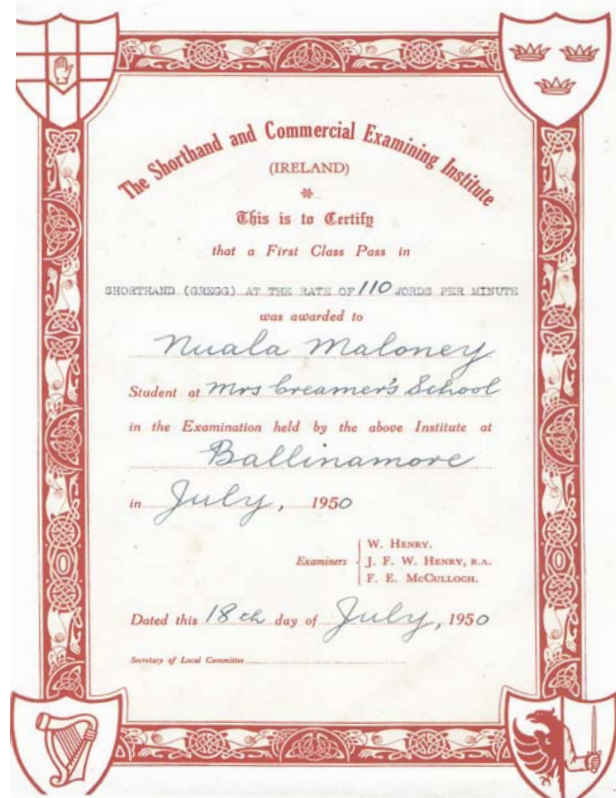 The Shorthand and Commercial Examining Institute
(IRELAND)
This is to Certify
that a First Class Pass in
SHORTHAND (GREGG) AT THE RATE OF 110 WORDS PER MINUTE
was awarded to
Nuala Maloney
Student at Mrs Creamer's School
in the Examination held by the above Institute at
Ballinamore
in July, 1950
Examiners W. HENRY.
J. F. W. HENRY, B.A.
F. E. MCCULLOCH.
Dated this 18th day of July, 1950
Secretary of Local Committee